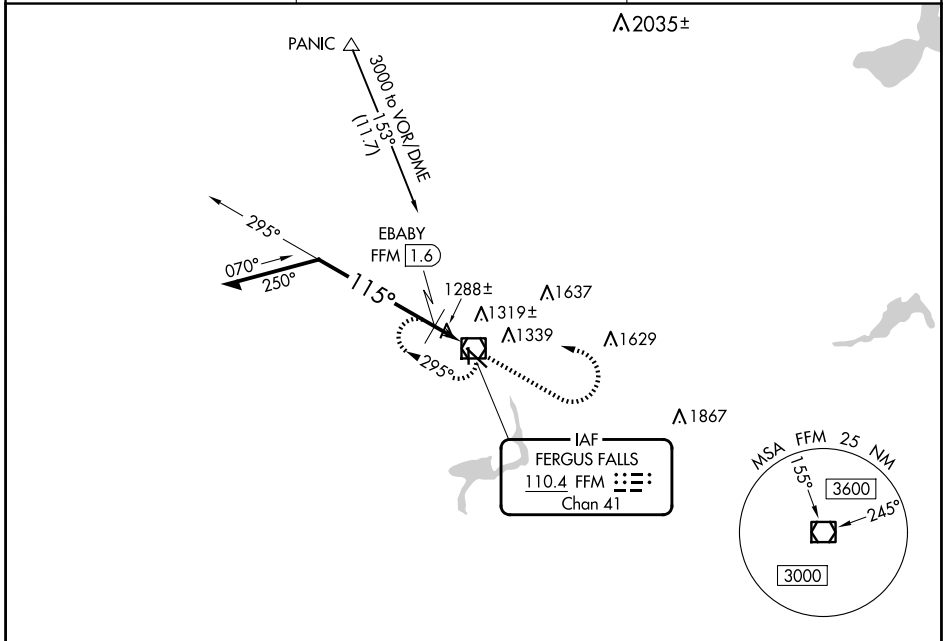 2035±
PANIC
3000 to VOR/DME
153°
(11.7)
295°
EBABY
FFM 1.6
070°
250°
115°
1288±
1637
1319±
1339
1629
295°
1867
IAF
FERGUS FALLS
110.4 FFM
Chan 41
MSA FFM 25 NM
155°
3600
245°
3000